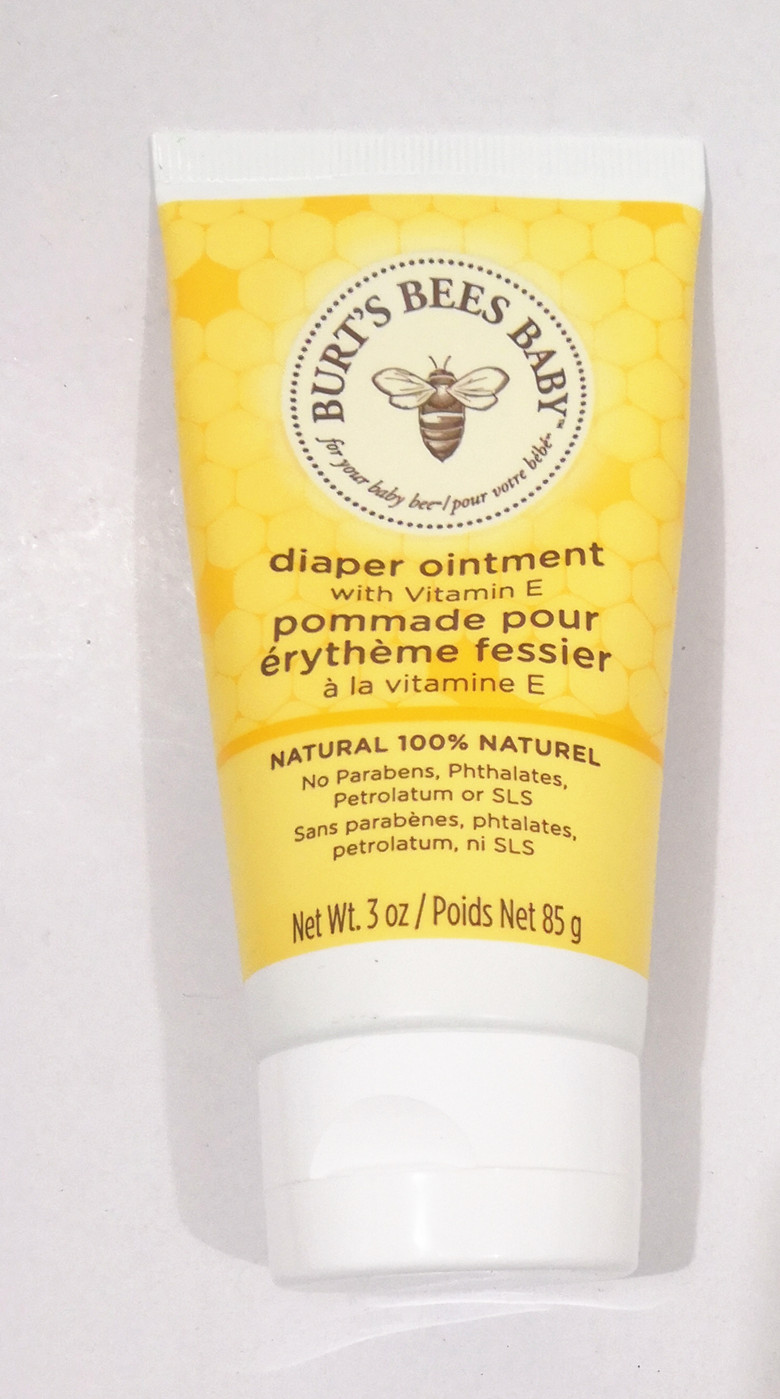 BURT'S BEES BABY™
for your baby bee™/pour votre bébé™
diaper ointment
with Vitamin E
pommade pour
érythème fessier
à la vitamine E
NATURAL 100% NATUREL
No Parabens, Phthalates,
Petrolatum or SLS
Sans parabènes, phtalates,
petrolatum, ni SLS
Net Wt. 3 oz / Poids Net 85 g